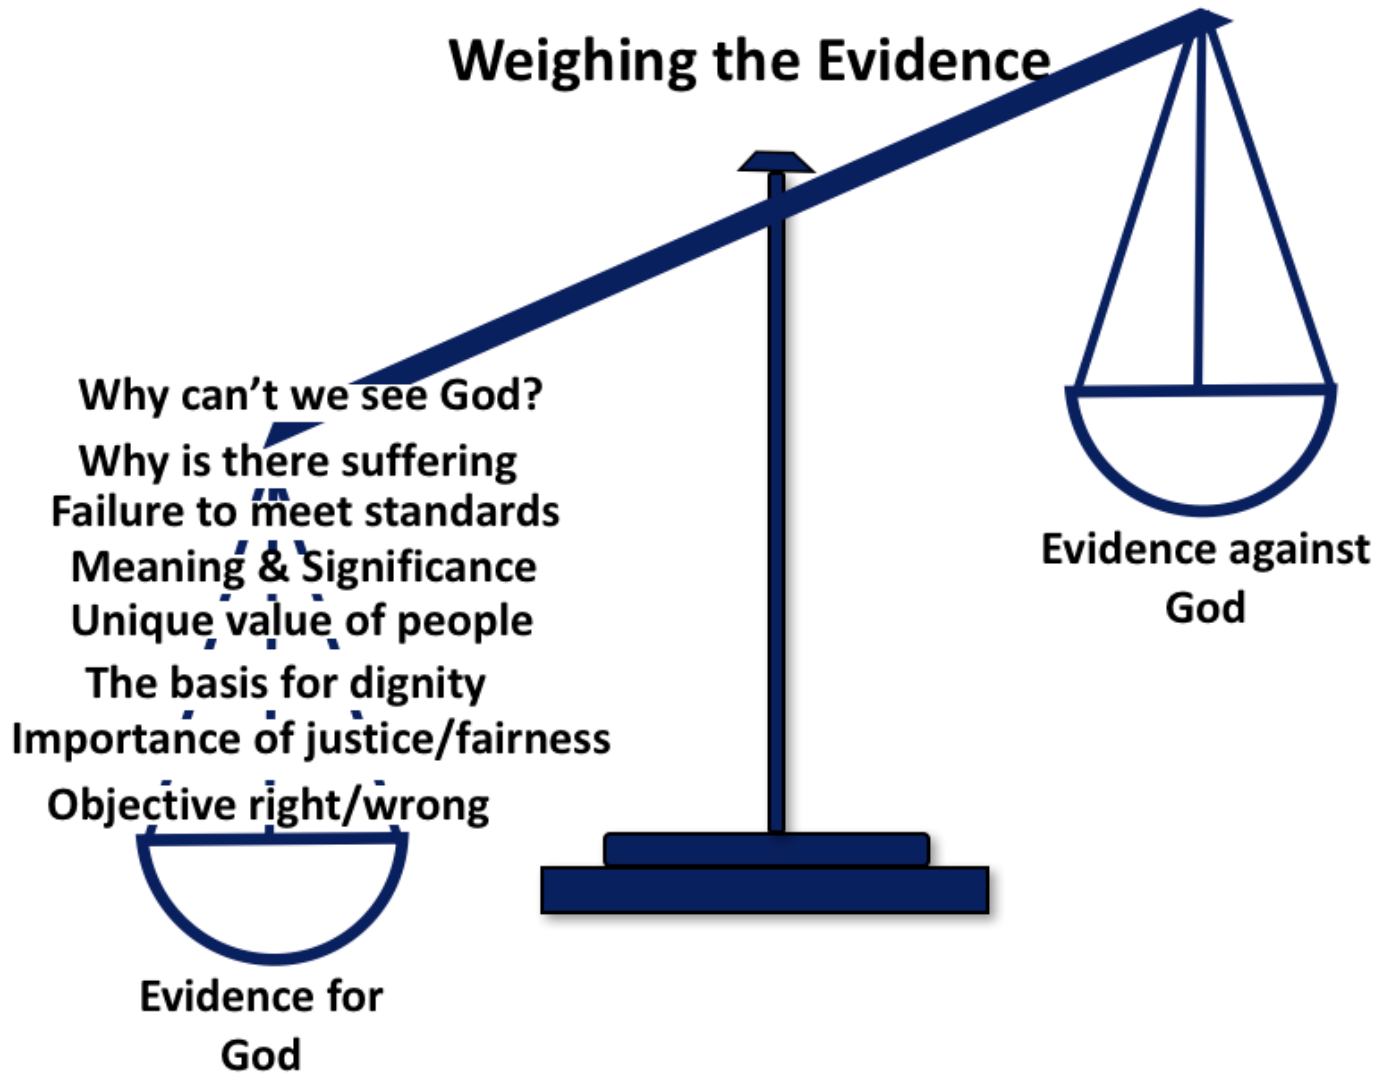 Weighing the Evidence
Why can't we see God?
Why is there suffering
Failure to meet standards
Meaning & Significance
Unique value of people
The basis for dignity
Importance of justice/fairness
Objective right/wrong
Evidence for
God
Evidence against
God